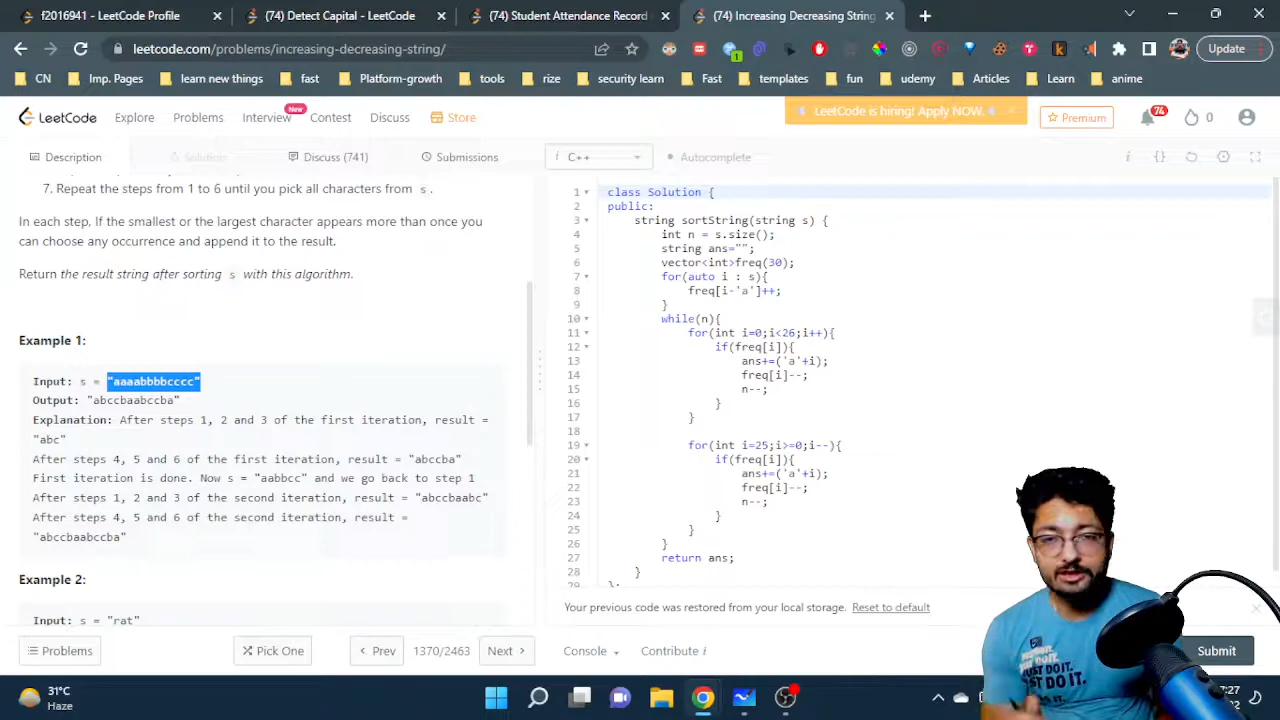 f2016941 - LeetCode Profile
(74) Detect Capital - LeetCode
(74) Student Attendance Record
(74) Increasing Decreasing String
leetcode.com/problems/increasing-decreasing-string/
1
Update
CN
Imp. Pages
learn new things
fast
Platform-growth
tools
rise
security learn
Fast
templates
fun
udemy
Articles
Learn
anime
LeetCode
Explore
Problems
Interview
New
Contest
Discuss
Store
LeetCode is hiring! Apply NOW.
Premium
74
0
Description
Solution
Discuss (741)
Submissions
i C++
Autocomplete
7. Repeat the steps from 1 to 6 until you pick all characters from s.
In each step, If the smallest or the largest character appears more than once you
can choose any occurrence and append it to the result.
Return the result string after sorting s with this algorithm.
Example 1:
Input: s = "aaaabbbbcccc"
Output: "abccbaabccba"
Explanation: After steps 1, 2 and 3 of the first iteration, result =
"abc"
After steps 4, 5 and 6 of the first iteration, result = "abccba"
First iteration is done. Now s = "aabbcc" and we go back to step 1
After steps 1, 2 and 3 of the second iteration, result = "abccbaabc"
After steps 4, 5 and 6 of the second iteration, result =
"abccbaabccba"
Example 2:
Input: s = "rat"
1 class Solution {
2 public:
3 string sortString(string s) {
4 int n = s.size();
5 string ans="";
6 vector<int>freq(30);
7 for(auto i : s){
8 freq[i-'a']++;
9 }
10 while(n){
11 for(int i=0;i<26;i++){
12 if(freq[i]){
13 ans+=('a'+i);
14 freq[i]--;
15 n--;
16 }
17 }
18
19 for(int i=25;i>=0;i--){
20 if(freq[i]){
21 ans+=('a'+i);
22 freq[i]--;
23 n--;
24 }
25 }
26 }
27 return ans;
28 }
29 };
Your previous code was restored from your local storage. Reset to default
Problems
Pick One
< Prev
1370/2463
Next >
Console
Contribute i
Submit
31°C
Haze
JUST DO IT.